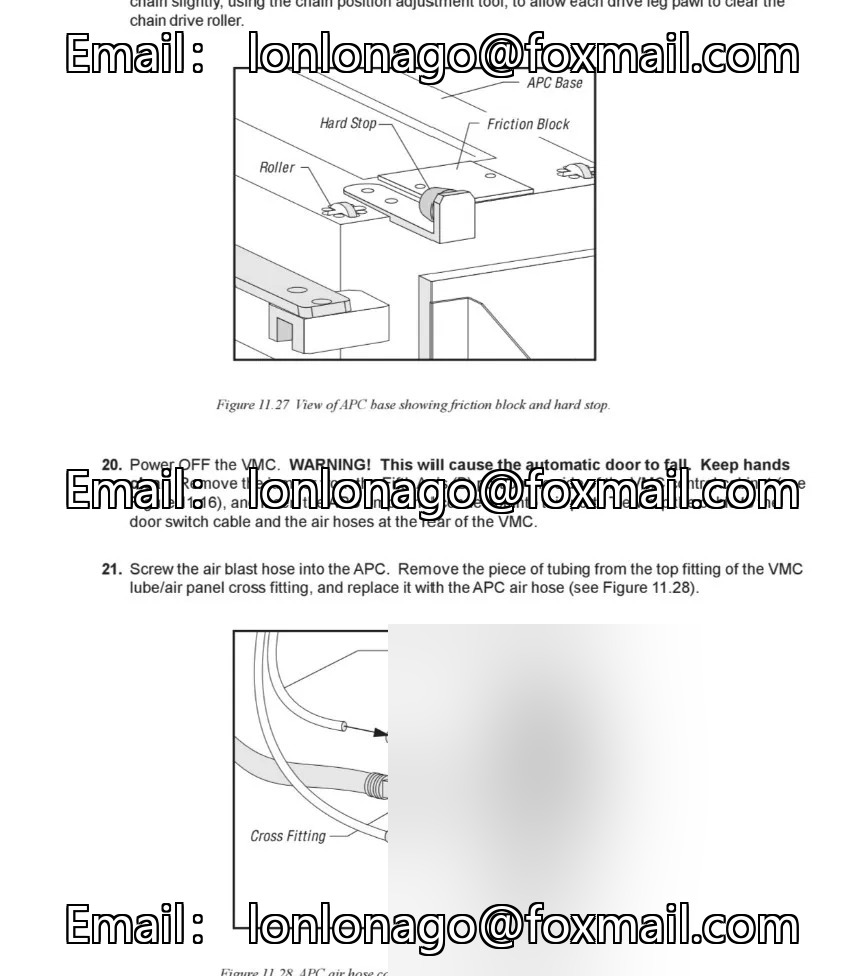 chain slightly, using the chain position adjustment tool, to allow each drive leg pawl to clear the
chain drive roller.
Email： lonlonago@foxmail.com
APC Base
Hard Stop
Friction Block
Roller
Figure 11.27 View of APC base showing friction block and hard stop.
20. Power OFF the VMC. WARNING! This will cause the automatic door to fall. Keep hands
Email： lonlonago@foxmail.com
door switch cable and the air hoses at the rear of the VMC.
21. Screw the air blast hose into the APC. Remove the piece of tubing from the top fitting of the VMC
lube/air panel cross fitting, and replace it with the APC air hose (see Figure 11.28).
Cross Fitting
Email： lonlonago@foxmail.com
Figure 11.28 APC air hose